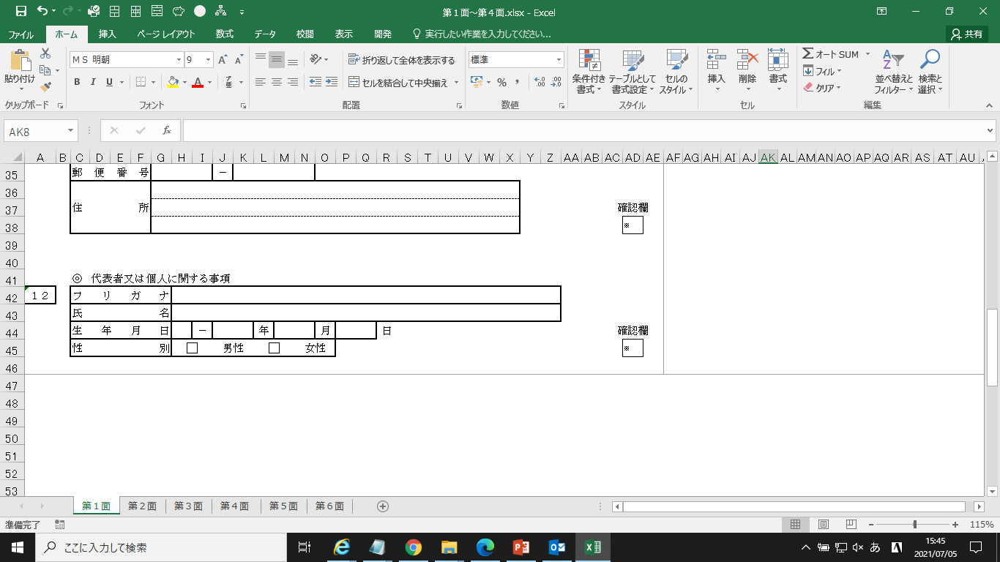 第１面～第４面.xlsx - Excel
ファイル ホーム 挿入 ページ レイアウト 数式 データ 校閲 表示 開発 実行したい作業を入力してください... 共有
貼り付け
ＭＳ 明朝 9
B I U
折り返して全体を表示する
セルを結合して中央揃え
標準
%
条件付き書式
テーブルとして書式設定
セルのスタイル
挿入 削除 書式
オート SUM
フィル
クリア
並べ替えとフィルター
検索と選択
クリップボード フォント 配置 数値 スタイル セル 編集
AK8 fx
A B C D E F G H I J K L M N O P Q R S T U V W X Y Z AA AB AC AD AE AF AG AH AI AJ AK AL AM AN AO AP AQ AR AS AT AU
35 郵便番号 －
36
37 住所 確認欄
38 ※
39
40
41 ◎ 代表者又は個人に関する事項
42 １２ フリガナ
43 氏名
44 生年月日 － 年 月 日 確認欄
45 性別 □ 男性 □ 女性 ※
46
47
48
49
50
51
52
53
第１面 第２面 第３面 第４面 第５面 第６面
準備完了 115%
ここに入力して検索
あ A
15:45
2021/07/05